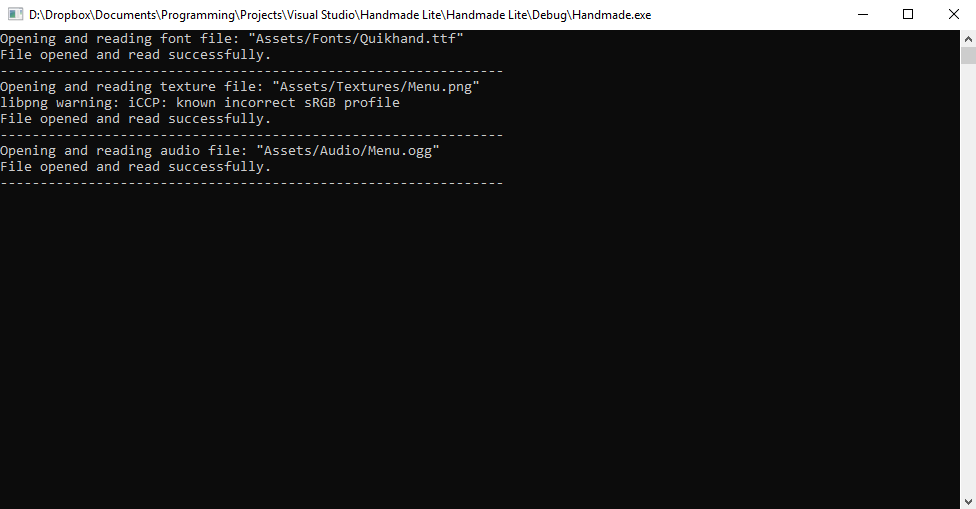 D:\Dropbox\Documents\Programming\Projects\Visual Studio\Handmade Lite\Handmade Lite\Debug\Handmade.exe
Opening and reading font file: "Assets/Fonts/Quikhand.ttf"
File opened and read successfully.
---------------------------------------------------------------
Opening and reading texture file: "Assets/Textures/Menu.png"
libpng warning: iCCP: known incorrect sRGB profile
File opened and read successfully.
---------------------------------------------------------------
Opening and reading audio file: "Assets/Audio/Menu.ogg"
File opened and read successfully.
---------------------------------------------------------------